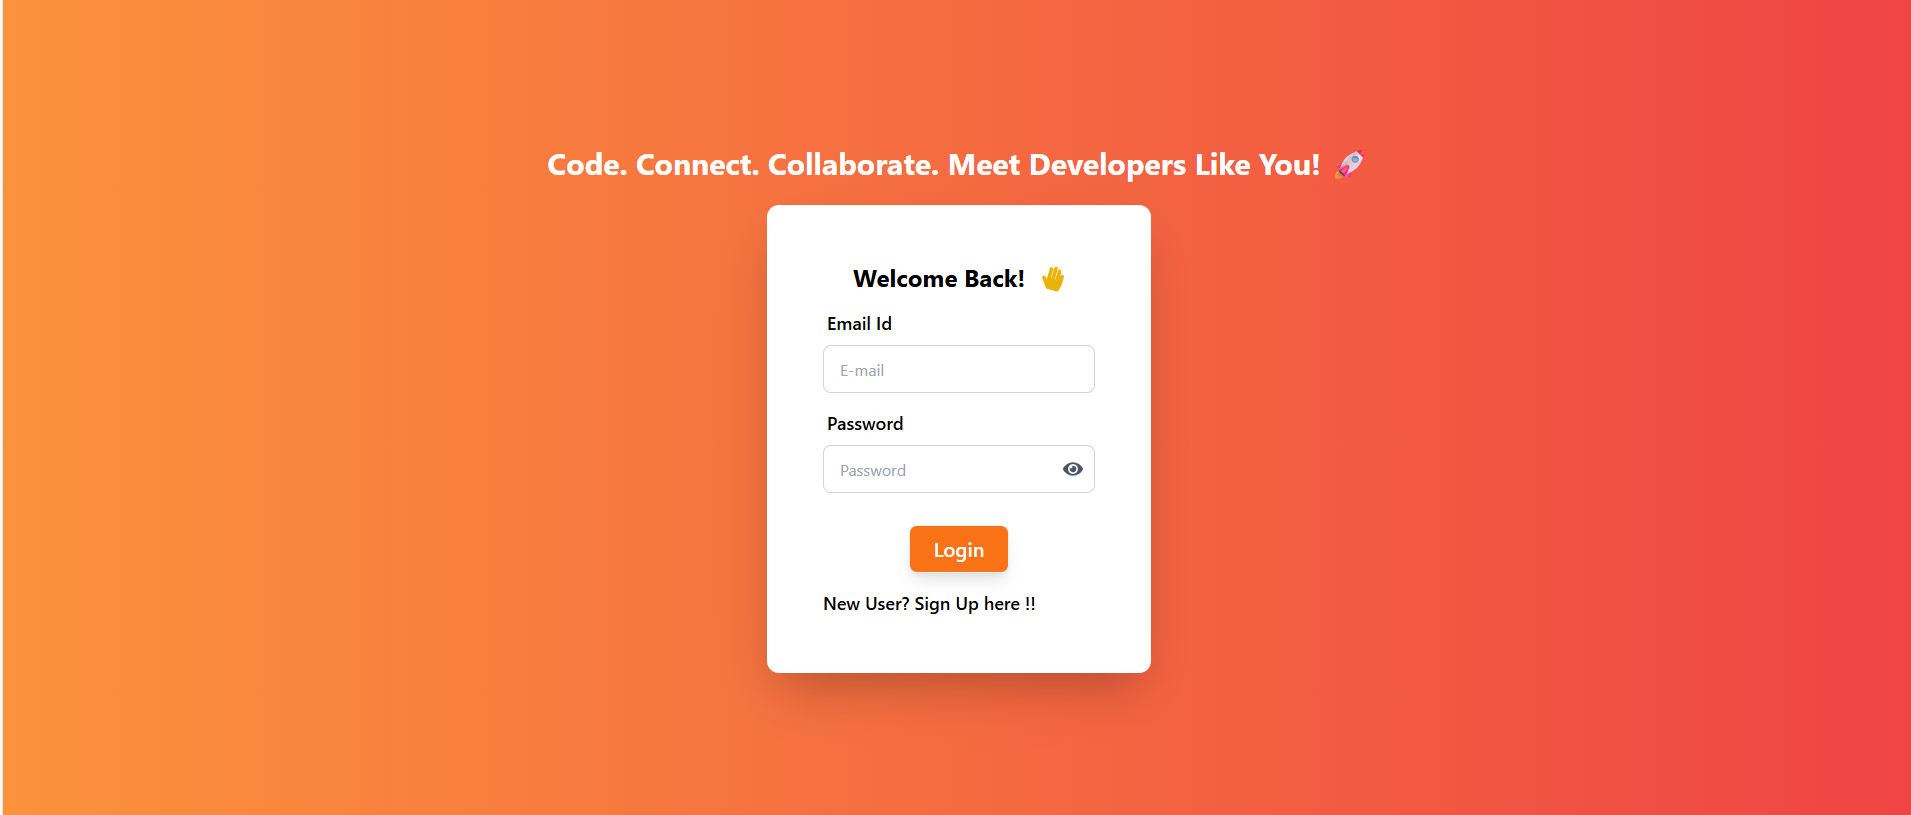 Code. Connect. Collaborate. Meet Developers Like You! 🚀
Welcome Back! 👋
Email Id
E-mail
Password
Password
Login
New User? Sign Up here !!